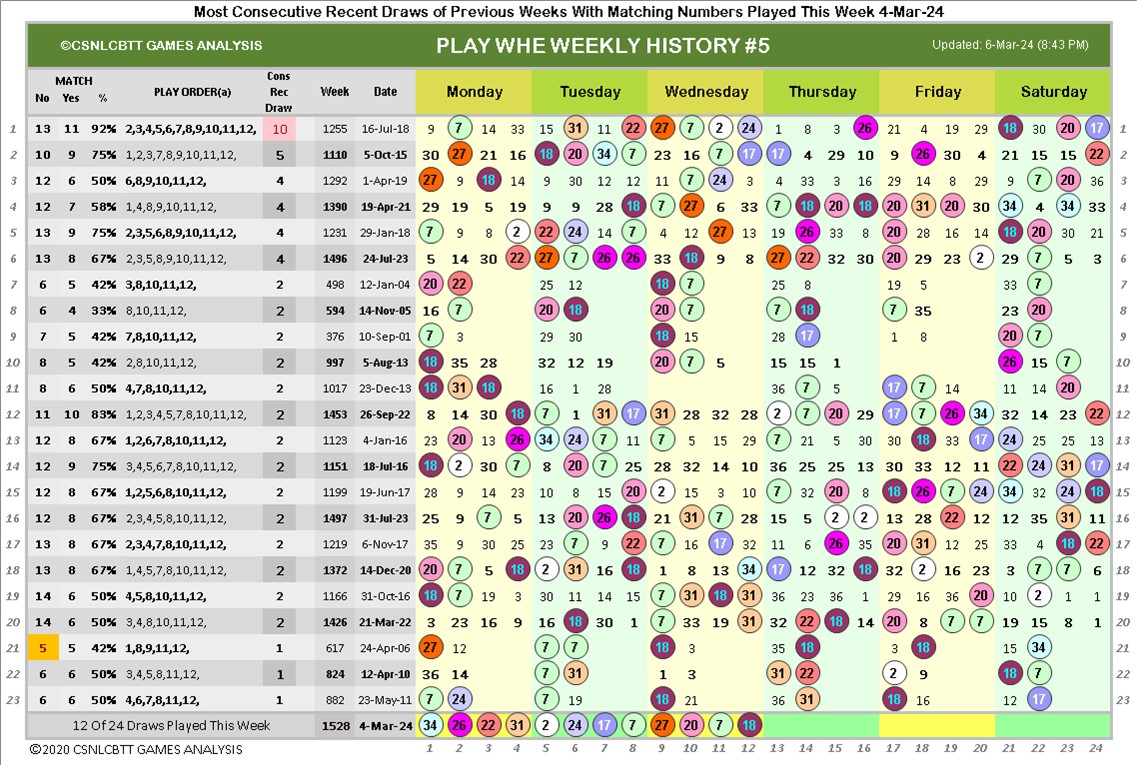 Most Consecutive Recent Draws of Previous Weeks With Matching Numbers Played This Week 4-Mar-24
©CSNLCBTT GAMES ANALYSIS PLAY WHE WEEKLY HISTORY #5 Updated: 6-Mar-24 (8:43 PM)
No MATCH Yes % PLAY ORDER(a) Cons Rec Draw Week Date Monday Tuesday Wednesday Thursday Friday Saturday
1 13 11 92% 2,3,4,5,6,7,8,9,10,11,12, 10 1255 16-Jul-18 9 7 14 33 15 31 11 22 27 7 2 24 1 8 3 26 21 4 19 29 18 30 20 17 1
2 10 9 75% 1,2,3,7,8,9,10,11,12, 5 1110 5-Oct-15 30 27 21 16 18 20 34 7 23 16 7 17 17 4 29 10 9 26 30 4 21 15 15 22 2
3 12 6 50% 6,8,9,10,11,12, 4 1292 1-Apr-19 27 9 18 14 9 30 12 12 11 7 24 3 4 33 3 16 29 14 8 29 9 7 20 36 3
4 12 7 58% 1,4,8,9,10,11,12, 4 1390 19-Apr-21 29 19 5 19 9 9 28 18 7 27 6 33 7 18 20 18 20 31 20 30 34 4 34 33 4
5 13 9 75% 2,3,5,6,8,9,10,11,12, 4 1231 29-Jan-18 7 9 8 2 22 24 14 7 4 12 27 13 19 26 33 8 20 28 16 14 18 20 30 21 5
6 13 8 67% 2,3,5,8,9,10,11,12, 4 1496 24-Jul-23 5 14 30 22 27 7 26 26 33 18 9 8 27 22 32 30 20 29 23 2 29 7 5 3 6
7 6 5 42% 3,8,10,11,12, 2 498 12-Jan-04 20 22 25 12 18 7 25 8 19 5 33 7 7
8 6 4 33% 8,10,11,12, 2 594 14-Nov-05 16 7 20 18 20 7 7 18 7 35 23 20 8
9 7 5 42% 7,8,10,11,12, 2 376 10-Sep-01 7 3 29 30 18 15 28 17 1 8 20 7 9
10 8 5 42% 2,8,10,11,12, 2 997 5-Aug-13 18 35 28 32 12 19 20 7 5 15 15 1 26 15 7 10
11 8 6 50% 4,7,8,10,11,12, 2 1017 23-Dec-13 18 31 18 16 1 28 36 7 5 17 7 14 11 14 20 11
12 11 10 83% 1,2,3,4,5,7,8,10,11,12, 2 1453 26-Sep-22 8 14 30 18 7 1 31 17 31 28 32 28 2 7 20 29 17 7 26 34 32 14 23 22 12
13 12 8 67% 1,2,6,7,8,10,11,12, 2 1123 4-Jan-16 23 20 13 26 34 24 7 11 7 5 15 29 7 21 5 30 30 18 33 17 24 25 25 13 13
14 12 9 75% 3,4,5,6,7,8,10,11,12, 2 1151 18-Jul-16 18 2 30 7 8 20 7 25 28 32 14 10 36 25 25 13 30 33 12 11 22 24 31 17 14
15 12 8 67% 1,2,5,6,8,10,11,12, 2 1199 19-Jun-17 28 9 14 23 10 8 15 20 2 15 3 10 7 32 20 8 18 26 7 24 34 32 24 18 15
16 12 8 67% 2,3,4,5,8,10,11,12, 2 1497 31-Jul-23 25 9 7 5 13 20 26 18 21 31 7 28 15 5 2 2 13 28 22 12 12 35 31 11 16
17 13 8 67% 2,3,4,7,8,10,11,12, 2 1219 6-Nov-17 35 9 30 25 23 7 9 22 7 16 17 32 11 6 26 35 20 31 12 25 33 4 18 22 17
18 13 8 67% 1,4,5,7,8,10,11,12, 2 1372 14-Dec-20 20 7 5 18 2 31 16 18 1 8 13 34 17 12 32 18 32 2 16 23 3 7 7 6 18
19 14 6 50% 4,5,8,10,11,12, 2 1166 31-Oct-16 18 7 19 3 30 11 14 15 7 31 18 31 36 23 36 1 29 19 36 20 10 2 1 1 19
20 14 6 50% 3,4,8,10,11,12, 2 1426 21-Mar-22 3 23 16 9 16 18 30 1 7 33 19 31 32 22 18 14 20 8 7 7 19 15 8 1 20
21 5 5 42% 1,8,9,11,12, 1 617 24-Apr-06 27 12 7 7 18 3 35 18 3 18 15 34 21
22 6 6 50% 3,4,5,8,11,12, 1 824 12-Apr-10 36 14 7 31 1 3 31 22 2 9 18 7 22
23 6 6 50% 4,6,7,8,11,12, 1 882 23-May-11 7 24 7 19 18 21 36 31 18 16 12 17 23
12 Of 24 Draws Played This Week 1528 4-Mar-24 34 26 22 31 2 24 17 7 27 20 7 18
©2020 CSNLCBTT GAMES ANALYSIS 1 2 3 4 5 6 7 8 9 10 11 12 13 14 15 16 17 18 19 20 21 22 23 24